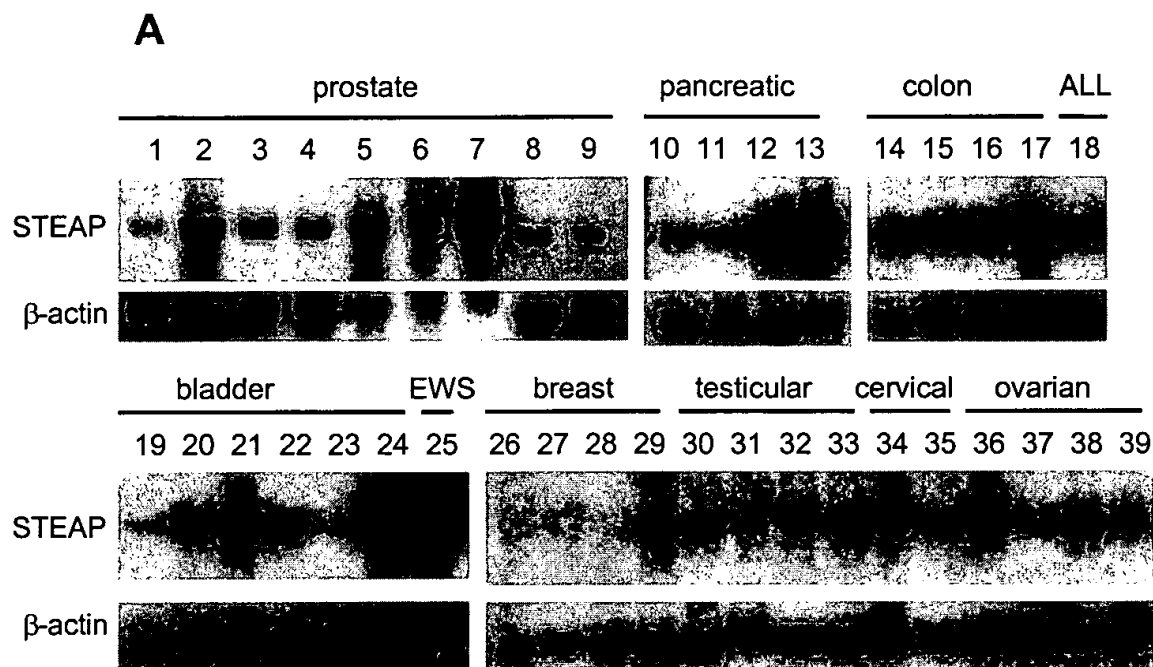 A
prostate pancreatic colon ALL
1 2 3 4 5 6 7 8 9 10 11 12 13 14 15 16 17 18
STEAP
β-actin
bladder EWS breast testicular cervical ovarian
19 20 21 22 23 24 25 26 27 28 29 30 31 32 33 34 35 36 37 38 39
STEAP
β-actin